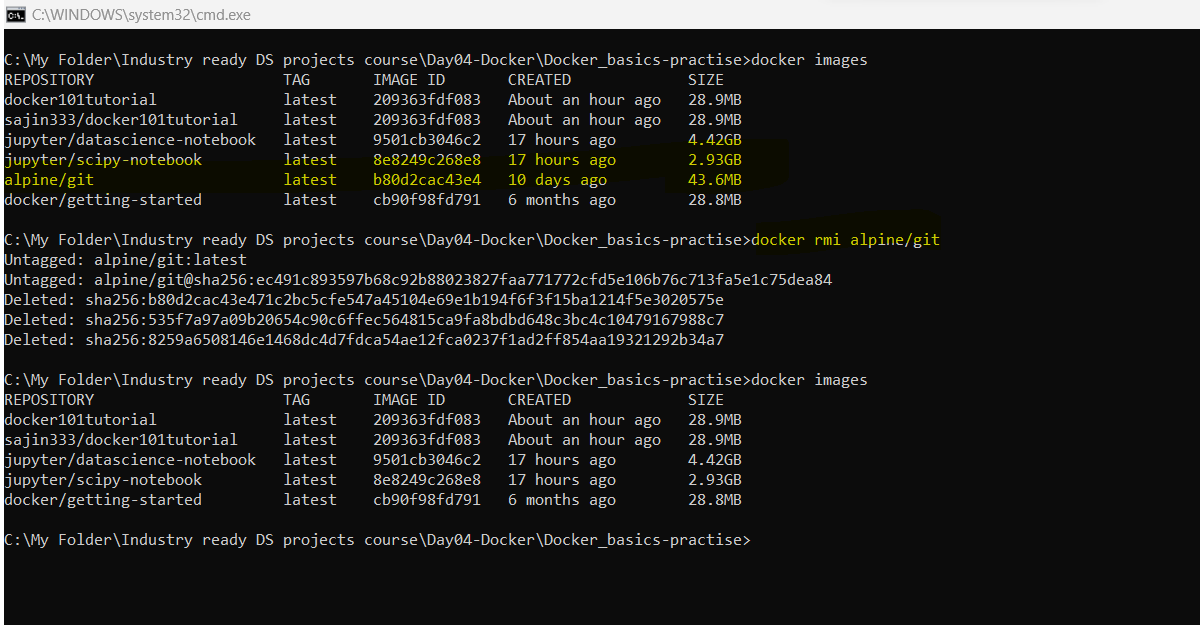 C:\WINDOWS\system32\cmd.exe
C:\My Folder\Industry ready DS projects course\Day04-Docker\Docker_basics-practise>docker images
REPOSITORY TAG IMAGE ID CREATED SIZE
docker101tutorial latest 209363fdf083 About an hour ago 28.9MB
sajin333/docker101tutorial latest 209363fdf083 About an hour ago 28.9MB
jupyter/datascience-notebook latest 9501cb3046c2 17 hours ago 4.42GB
jupyter/scipy-notebook latest 8e8249c268e8 17 hours ago 2.93GB
alpine/git latest b80d2cac43e4 10 days ago 43.6MB
docker/getting-started latest cb90f98fd791 6 months ago 28.8MB
C:\My Folder\Industry ready DS projects course\Day04-Docker\Docker_basics-practise>docker rmi alpine/git
Untagged: alpine/git:latest
Untagged: alpine/git@sha256:ec491c893597b68c92b88023827faa771772cfd5e106b76c713fa5e1c75dea84
Deleted: sha256:b80d2cac43e471c2bc5cfe547a45104e69e1b194f6f3f15ba1214f5e3020575e
Deleted: sha256:535f7a97a09b20654c90c6ffec564815ca9fa8bdbd648c3bc4c10479167988c7
Deleted: sha256:8259a6508146e1468dc4d7fdca54ae12fca0237f1ad2ff854aa19321292b34a7
C:\My Folder\Industry ready DS projects course\Day04-Docker\Docker_basics-practise>docker images
REPOSITORY TAG IMAGE ID CREATED SIZE
docker101tutorial latest 209363fdf083 About an hour ago 28.9MB
sajin333/docker101tutorial latest 209363fdf083 About an hour ago 28.9MB
jupyter/datascience-notebook latest 9501cb3046c2 17 hours ago 4.42GB
jupyter/scipy-notebook latest 8e8249c268e8 17 hours ago 2.93GB
docker/getting-started latest cb90f98fd791 6 months ago 28.8MB
C:\My Folder\Industry ready DS projects course\Day04-Docker\Docker_basics-practise>